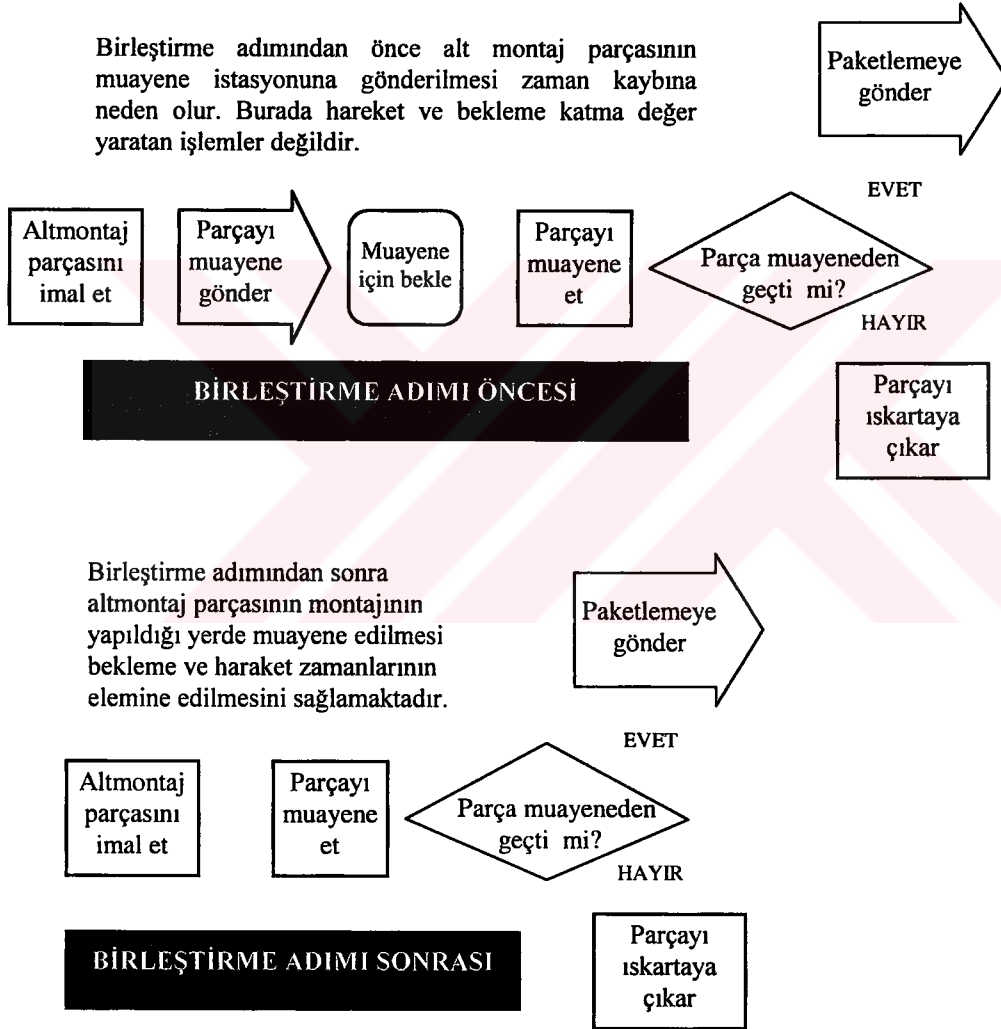 Birleştirme adımından önce alt montaj parçasının
muayene istasyonuna gönderilmesi zaman kaybına
neden olur. Burada hareket ve bekleme katma değer
yaratan işlemler değildir.
Paketlemeye
gönder
Altmontaj
parçasını
imal et
Parçayı
muayene
gönder
Muayene
için bekle
Parçayı
muayene
et
Parça muayeneden
geçti mi?
EVET
HAYIR
BİRLEŞTİRME ADIMI ÖNCESİ
Parçayı
ıskartaya
çıkar
Birleştirme adımından sonra
altmontaj parçasının montajının
yapıldığı yerde muayene edilmesi
bekleme ve haraket zamanlarının
elemine edilmesini sağlamaktadır.
Paketlemeye
gönder
Altmontaj
parçasını
imal et
Parçayı
muayene
et
Parça muayeneden
geçti mi?
EVET
HAYIR
BİRLEŞTİRME ADIMI SONRASI
Parçayı
ıskartaya
çıkar